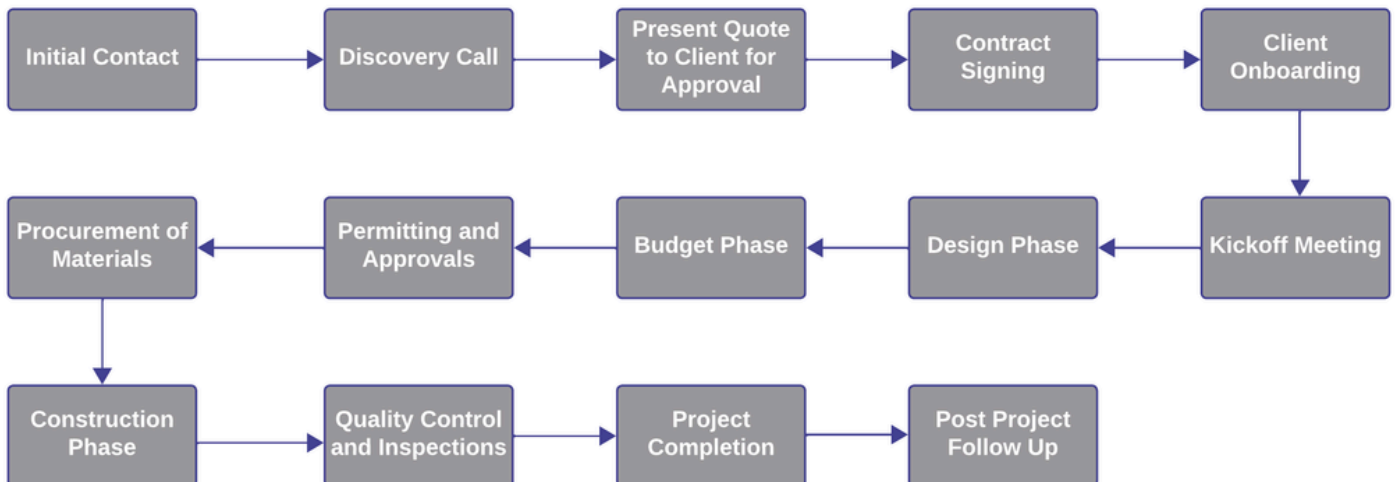 Initial Contact
Discovery Call
Present Quote
to Client for
Approval
Contract
Signing
Client
Onboarding
Kickoff Meeting
Design Phase
Budget Phase
Permitting and
Approvals
Procurement of
Materials
Construction
Phase
Quality Control
and Inspections
Project
Completion
Post Project
Follow Up